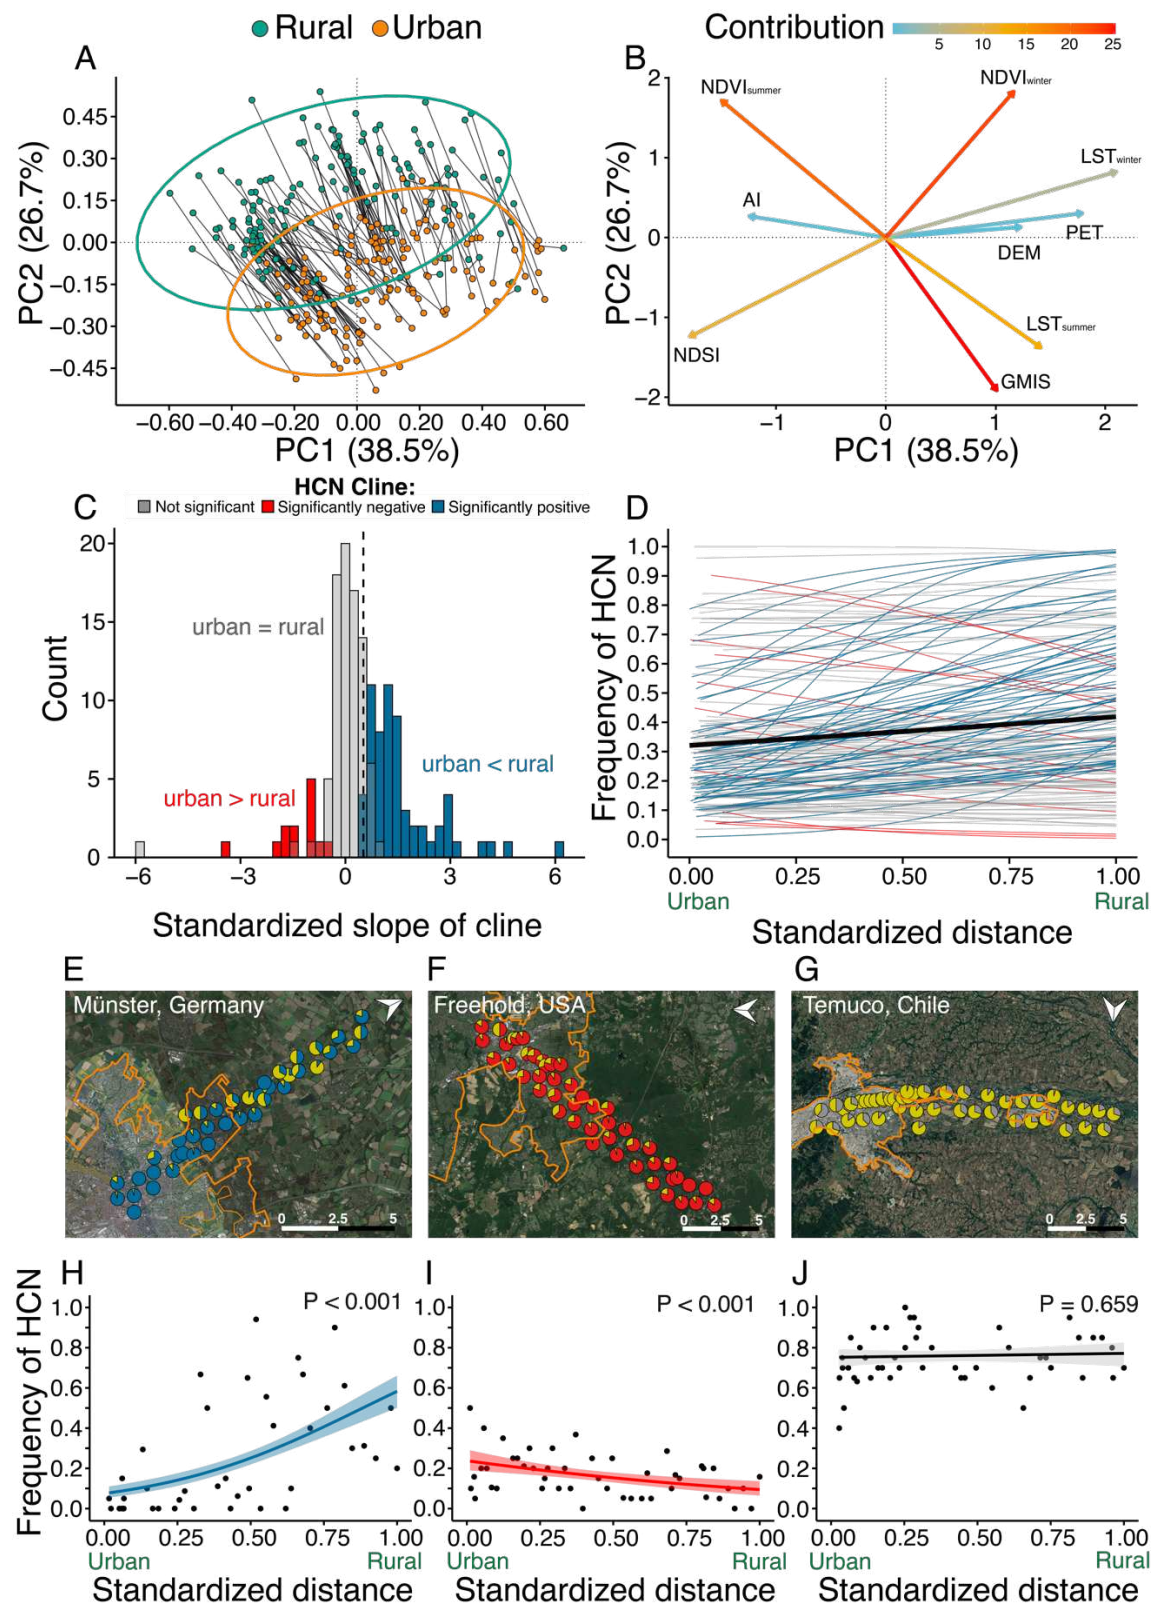 Rural Urban
Contribution
5 10 15 20 25
A
PC2 (26.7%)
0.45
0.30
0.15
0.00
−0.15
−0.30
−0.45
−0.60 −0.40 −0.20 0.00 0.20 0.40 0.60
PC1 (38.5%)
B
PC2 (26.7%)
2
1
0
−1
−2
NDVIsummer
NDVIwinter
LSTwinter
AI
PET
DEM
LSTsummer
NDSI
GMIS
−1 0 1 2
PC1 (38.5%)
C
HCN Cline:
Not significant Significantly negative Significantly positive
Count
20
15
10
5
0
urban = rural
urban < rural
urban > rural
−6 −3 0 3 6
Standardized slope of cline
D
Frequency of HCN
1.0
0.9
0.8
0.7
0.6
0.5
0.4
0.3
0.2
0.1
0.0
0.00 0.25 0.50 0.75 1.00
Urban Rural
Standardized distance
E
Münster, Germany
0 2.5 5
F
Freehold, USA
0 2.5 5
G
Temuco, Chile
0 2.5 5
H
P < 0.001
Frequency of HCN
1.0
0.8
0.6
0.4
0.2
0.0
0.00 0.25 0.50 0.75 1.00
Urban Rural
Standardized distance
I
P < 0.001
1.0
0.8
0.6
0.4
0.2
0.0
0.00 0.25 0.50 0.75 1.00
Urban Rural
Standardized distance
J
P = 0.659
1.0
0.8
0.6
0.4
0.2
0.0
0.00 0.25 0.50 0.75 1.00
Urban Rural
Standardized distance